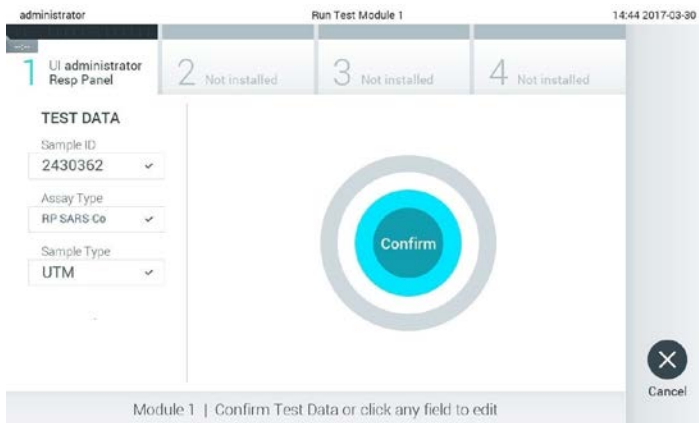 administrator Run Test Module 1 14:44 2017-03-30
--:--
1 UI administrator
Resp Panel
2 Not installed
3 Not installed
4 Not installed
TEST DATA
Sample ID
2430362
Assay Type
RP SARS Co
Sample Type
UTM
Confirm
Cancel
Module 1 | Confirm Test Data or click any field to edit